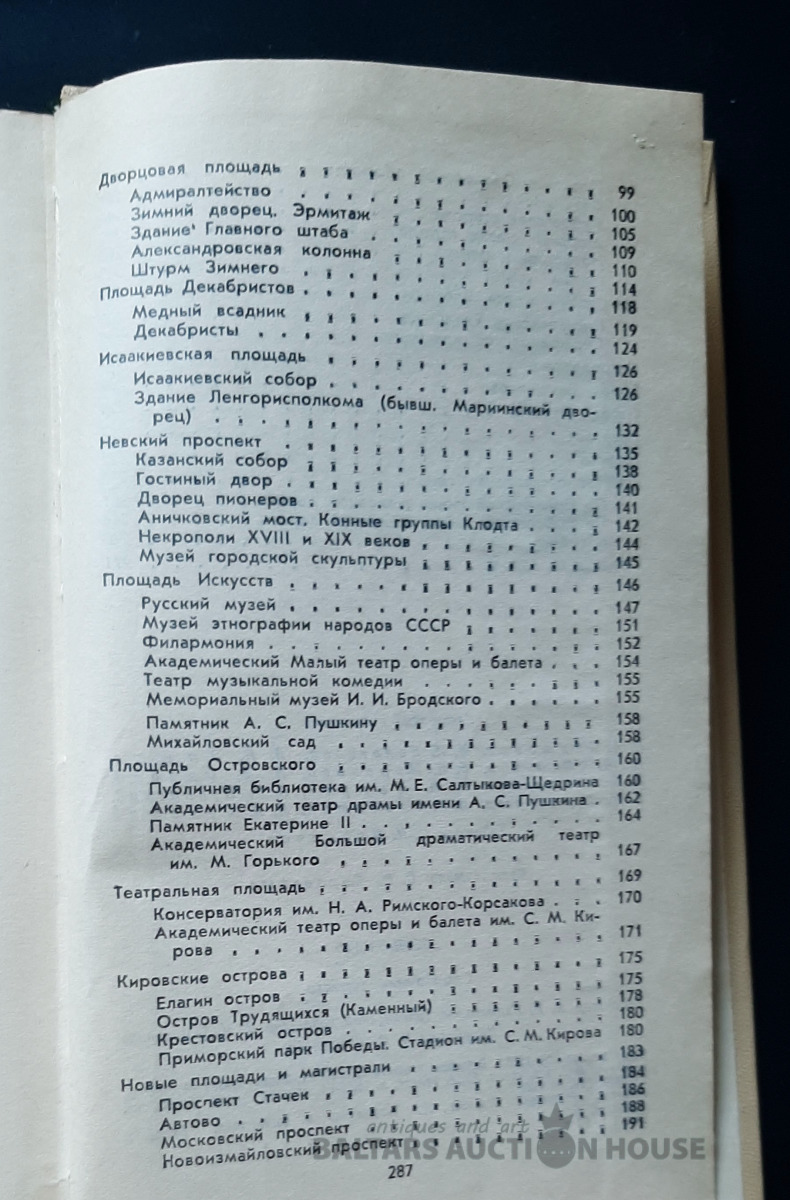 Дворцовая площадь . . . . . . . . . . 99
Адмиралтейство . . . . . . . . . . 100
Зимний дворец. Эрмитаж . . . . . . . . 105
Здание Главного штаба . . . . . . . . 109
Александровская колонна . . . . . . . . 110
Штурм Зимнего . . . . . . . . . . 114
Площадь Декабристов . . . . . . . . . . 118
Медный всадник . . . . . . . . . . 119
Декабристы . . . . . . . . . . 124
Исаакиевская площадь . . . . . . . . . . 126
Исаакиевский собор . . . . . . . . . . 126
Здание Ленгорисполкома (бывш. Мариинский дво-
рец) . . . . . . . . . . 132
Невский проспект . . . . . . . . . . 135
Казанский собор . . . . . . . . . . 138
Гостиный двор . . . . . . . . . . 140
Дворец пионеров . . . . . . . . . . 141
Аничковский мост. Конные группы Клодта . . . . 142
Некрополи XVIII и XIX веков . . . . . . . 144
Музей городской скульптуры . . . . . . . 145
Площадь Искусств . . . . . . . . . . 146
Русский музей . . . . . . . . . . 147
Музей этнографии народов СССР . . . . . . 151
Филармония . . . . . . . . . . 152
Академический Малый театр оперы и балета . . . 154
Театр музыкальной комедии . . . . . . . 155
Мемориальный музей И. И. Бродского . . . . . 155
Памятник А. С. Пушкину . . . . . . . . 158
Михайловский сад . . . . . . . . . . 158
Площадь Островского . . . . . . . . . . 160
Публичная библиотека им. М. Е. Салтыкова-Щедрина 160
Академический театр драмы имени А. С. Пушкина . 162
Памятник Екатерине II . . . . . . . . . 164
Академический Большой драматический театр
им. М. Горького . . . . . . . . . 167
Театральная площадь . . . . . . . . . . 169
Консерватория им. Н. А. Римского-Корсакова . . . 170
Академический театр оперы и балета им. С. М. Ки-
рова . . . . . . . . . . 171
Кировские острова . . . . . . . . . . 175
Елагин остров . . . . . . . . . . 175
Остров Трудящихся (Каменный) . . . . . . 178
Крестовский остров . . . . . . . . . 180
Приморский парк Победы. Стадион им. С. М. Кирова 180
Новые площади и магистрали . . . . . . . 183
Проспект Стачек . . . . . . . . . . 184
Автово . . . . . . . . . . 186
Московский проспект . . . . . . . . . 188
Новоизмайловский проспект . . . . . . . 191
antiques and art
BALTARS AUCTION HOUSE
287